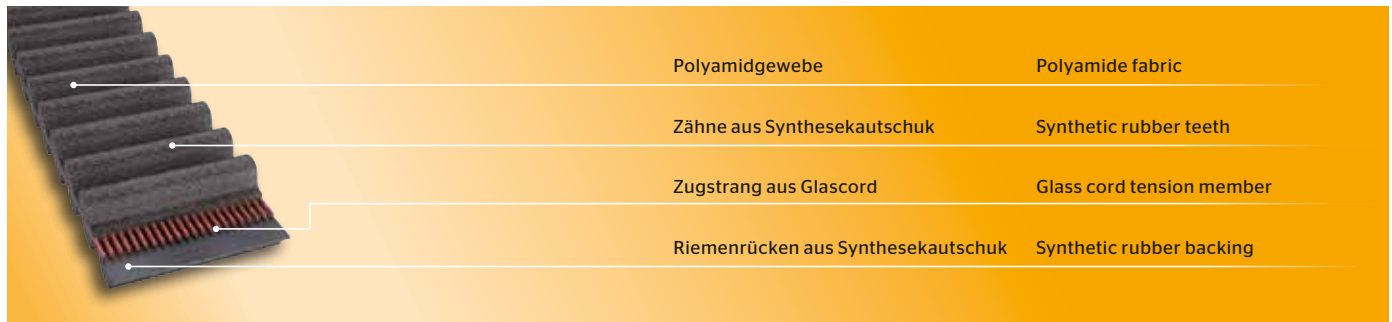 Polyamidgewebe Polyamide fabric
Zähne aus Synthesekautschuk Synthetic rubber teeth
Zugstrang aus Glascord Glass cord tension member
Riemenrücken aus Synthesekautschuk Synthetic rubber backing